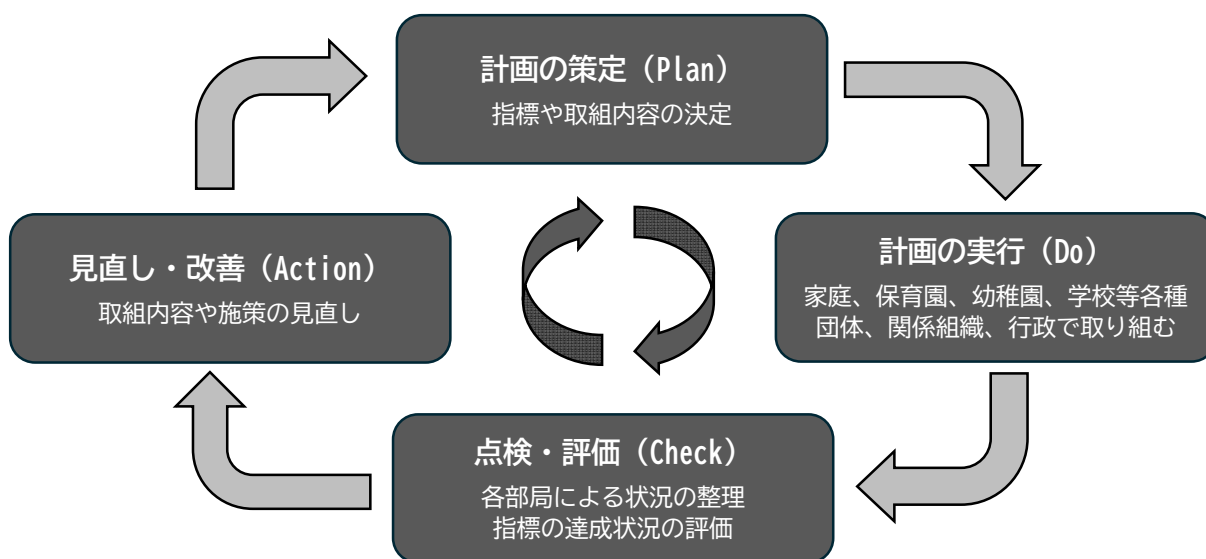 計画の策定（Plan）
指標や取組内容の決定
計画の実行（Do）
家庭、保育園、幼稚園、学校等各種
団体、関係組織、行政で取り組む
点検・評価（Check）
各部局による状況の整理
指標の達成状況の評価
見直し・改善（Action）
取組内容や施策の見直し